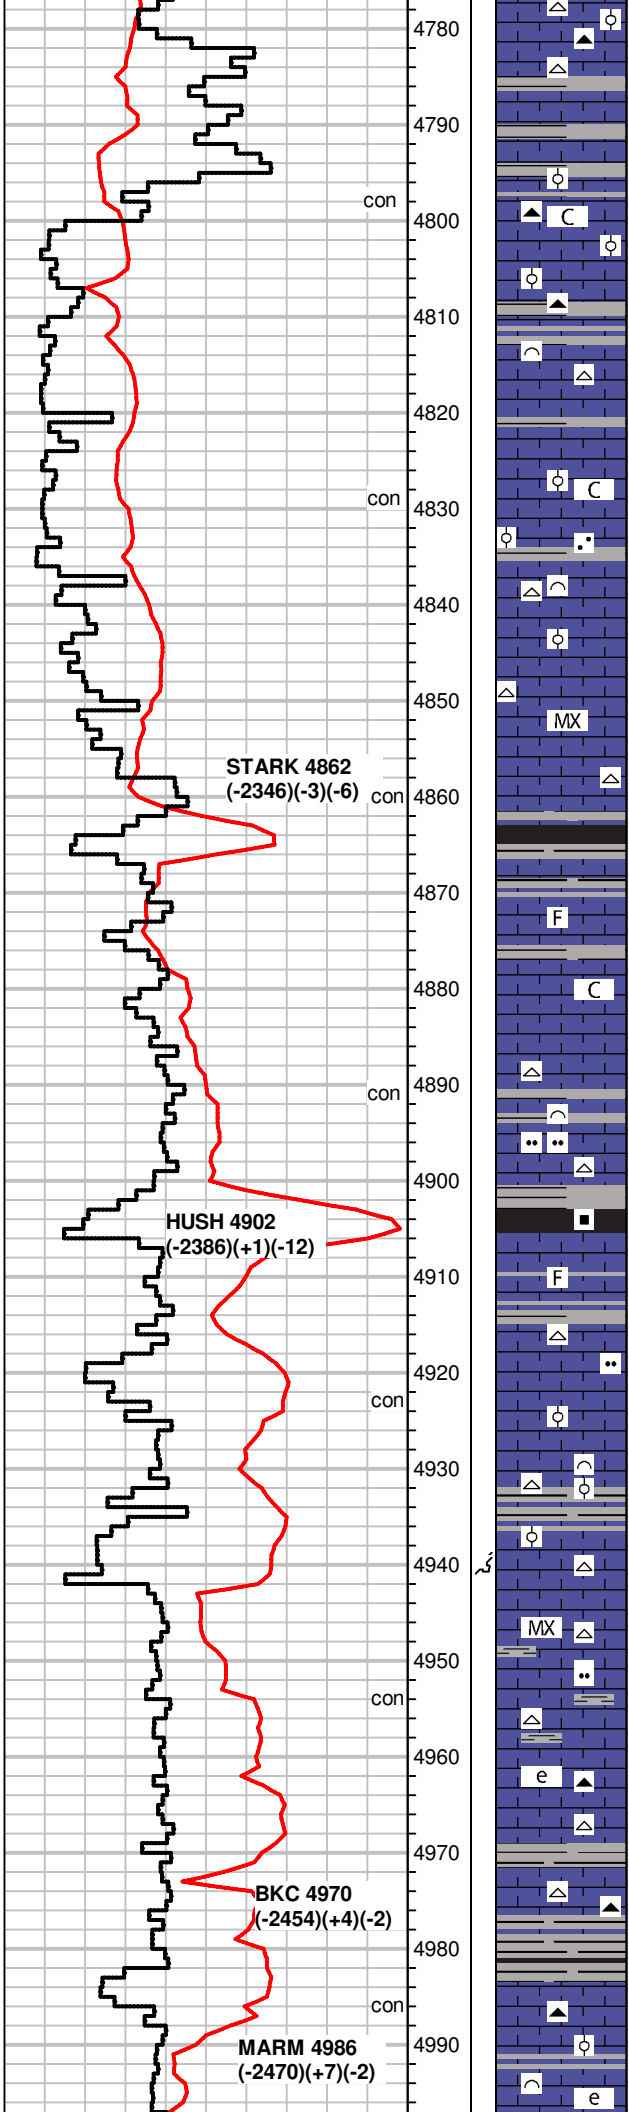 4780
4790
con
4800
C
4810
4820
C
con
4830
4840
4850
MX
STARK 4862
(-2346)(-3)(-6)
con
4860
4870
F
4880
C
con
4890
4900
HUSH 4902
(-2386)(+1)(-12)
4910
F
4920
con
4930
4940
MX
4950
con
4960
e
4970
BKC 4970
(-2454)(+4)(-2)
4980
con
4990
MARM 4986
(-2470)(+7)(-2)
e